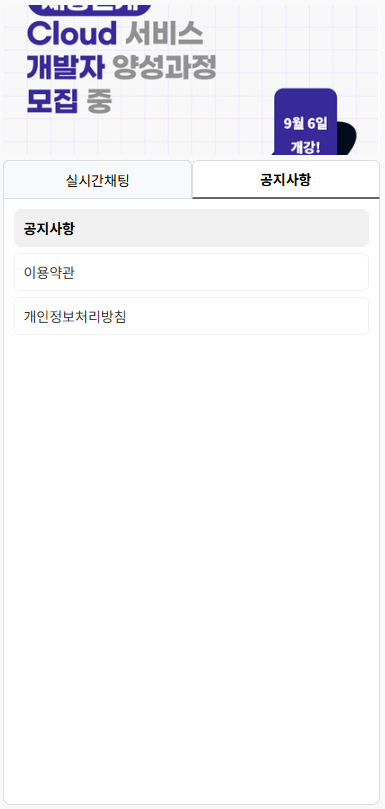 Cloud 서비스
개발자 양성과정
모집 중
9월 6일
개강!
실시간채팅
공지사항
공지사항
이용약관
개인정보처리방침